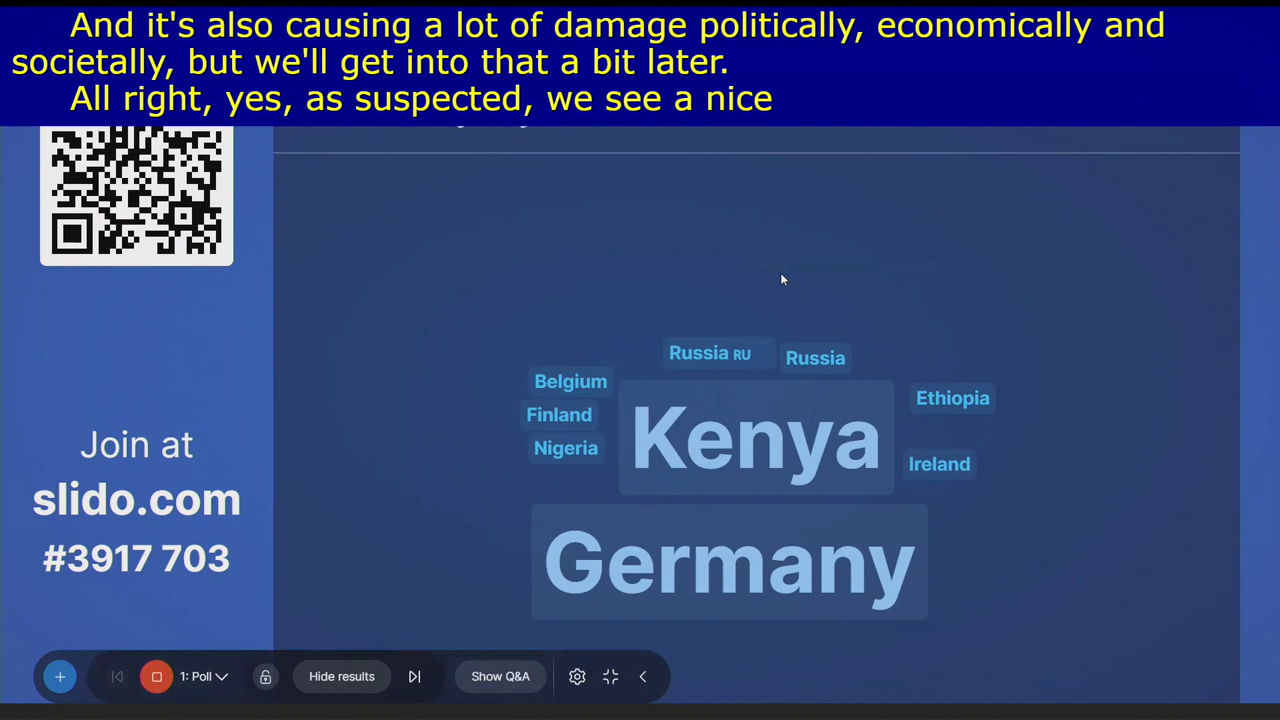 And it's also causing a lot of damage politically, economically and
societally, but we'll get into that a bit later.
All right, yes, as suspected, we see a nice
Russia RU
Russia
Belgium
Ethiopia
Finland
Kenya
Nigeria
Ireland
Join at
slido.com
#3917 703
Germany
1: Poll
Hide results
Show Q&A